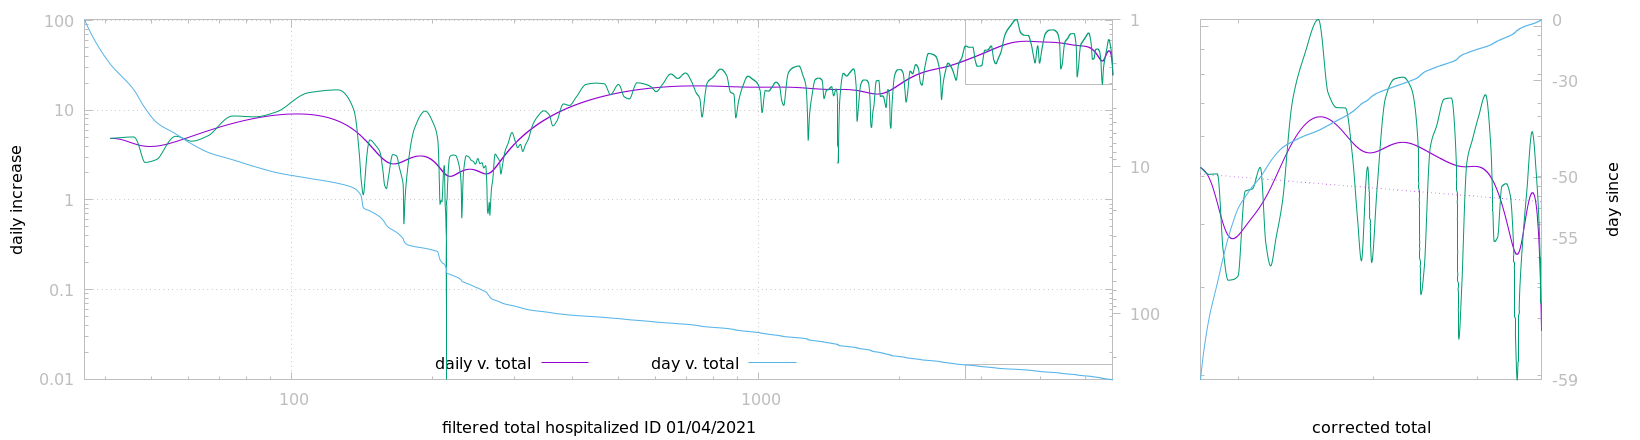 100
10
1
0.1
0.01
daily increase
100
1000
filtered total hospitalized ID 01/04/2021
daily v. total
day v. total
1
10
100
corrected total
0
-30
-50
-55
-59
day since